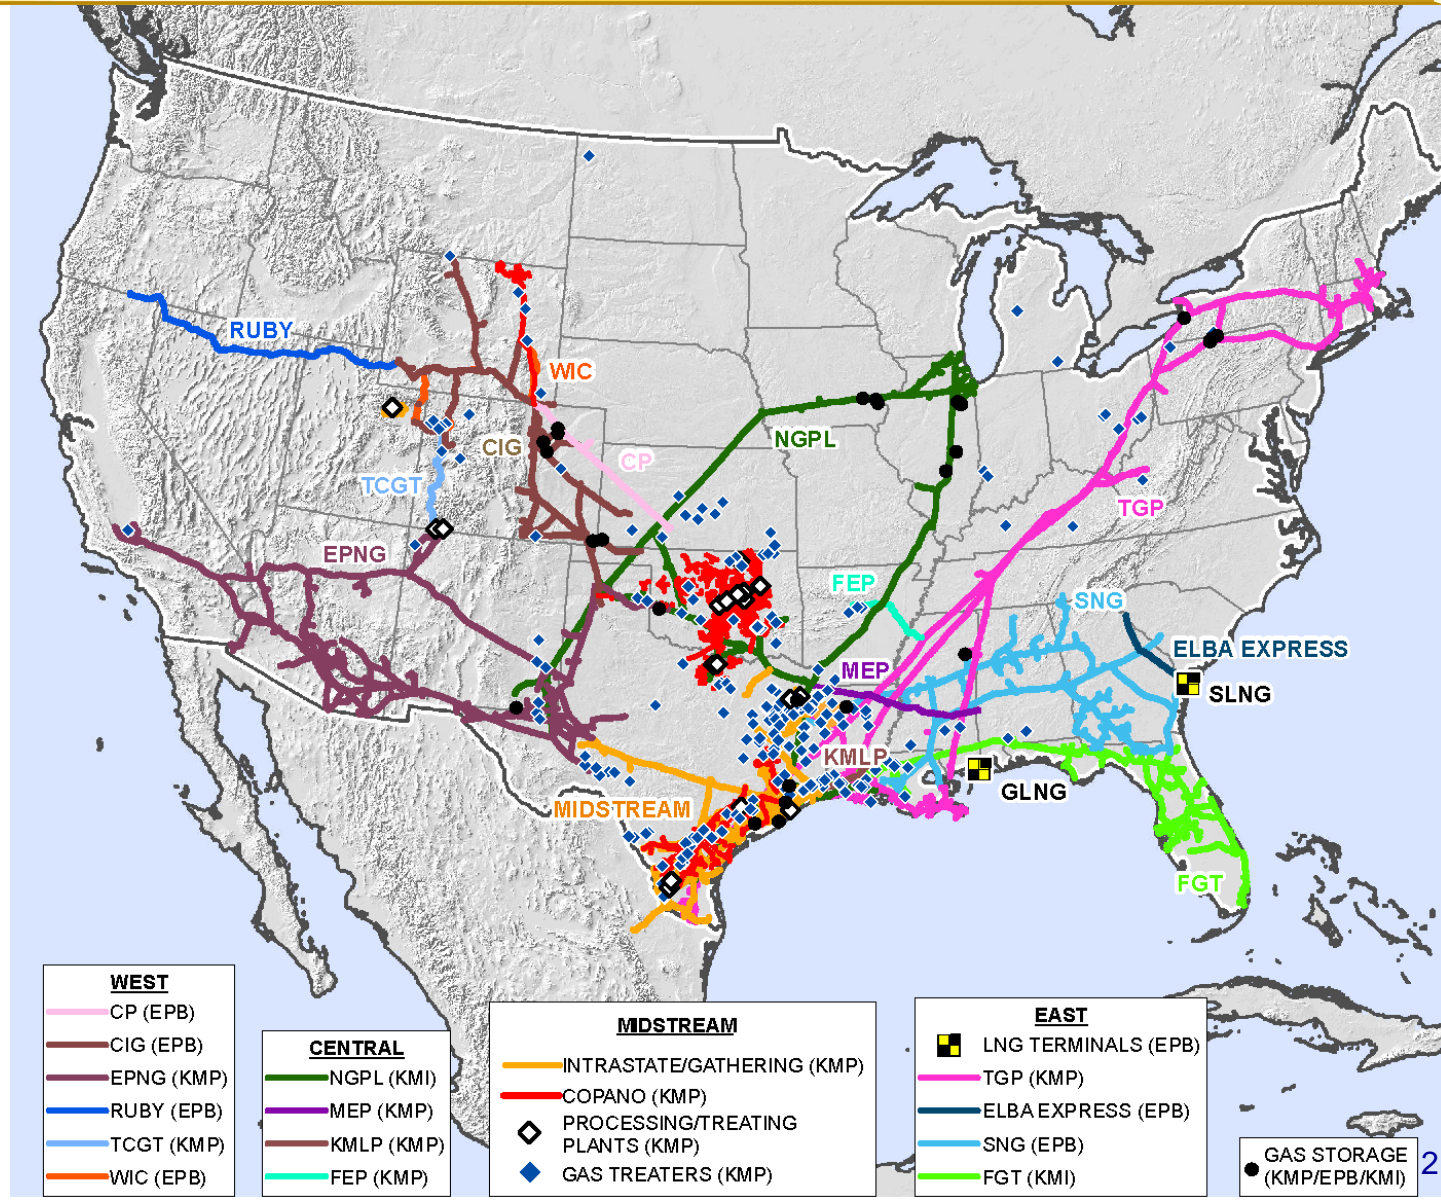 RUBY
WIC
NGPL
CIG
CP
TCGT
TGP
EPNG
FEP
SNG
ELBA EXPRESS
MEP
SLNG
KMLP
GLNG
MIDSTREAM
FGT
WEST
CP (EPB)
CIG (EPB)
EPNG (KMP)
RUBY (EPB)
TCGT (KMP)
WIC (EPB)
CENTRAL
NGPL (KMI)
MEP (KMP)
KMLP (KMP)
FEP (KMP)
MIDSTREAM
INTRASTATE/GATHERING (KMP)
COPANO (KMP)
PROCESSING/TREATING
PLANTS (KMP)
GAS TREATERS (KMP)
EAST
LNG TERMINALS (EPB)
TGP (KMP)
ELBA EXPRESS (EPB)
SNG (EPB)
FGT (KMI)
GAS STORAGE
(KMP/EPB/KMI)
2